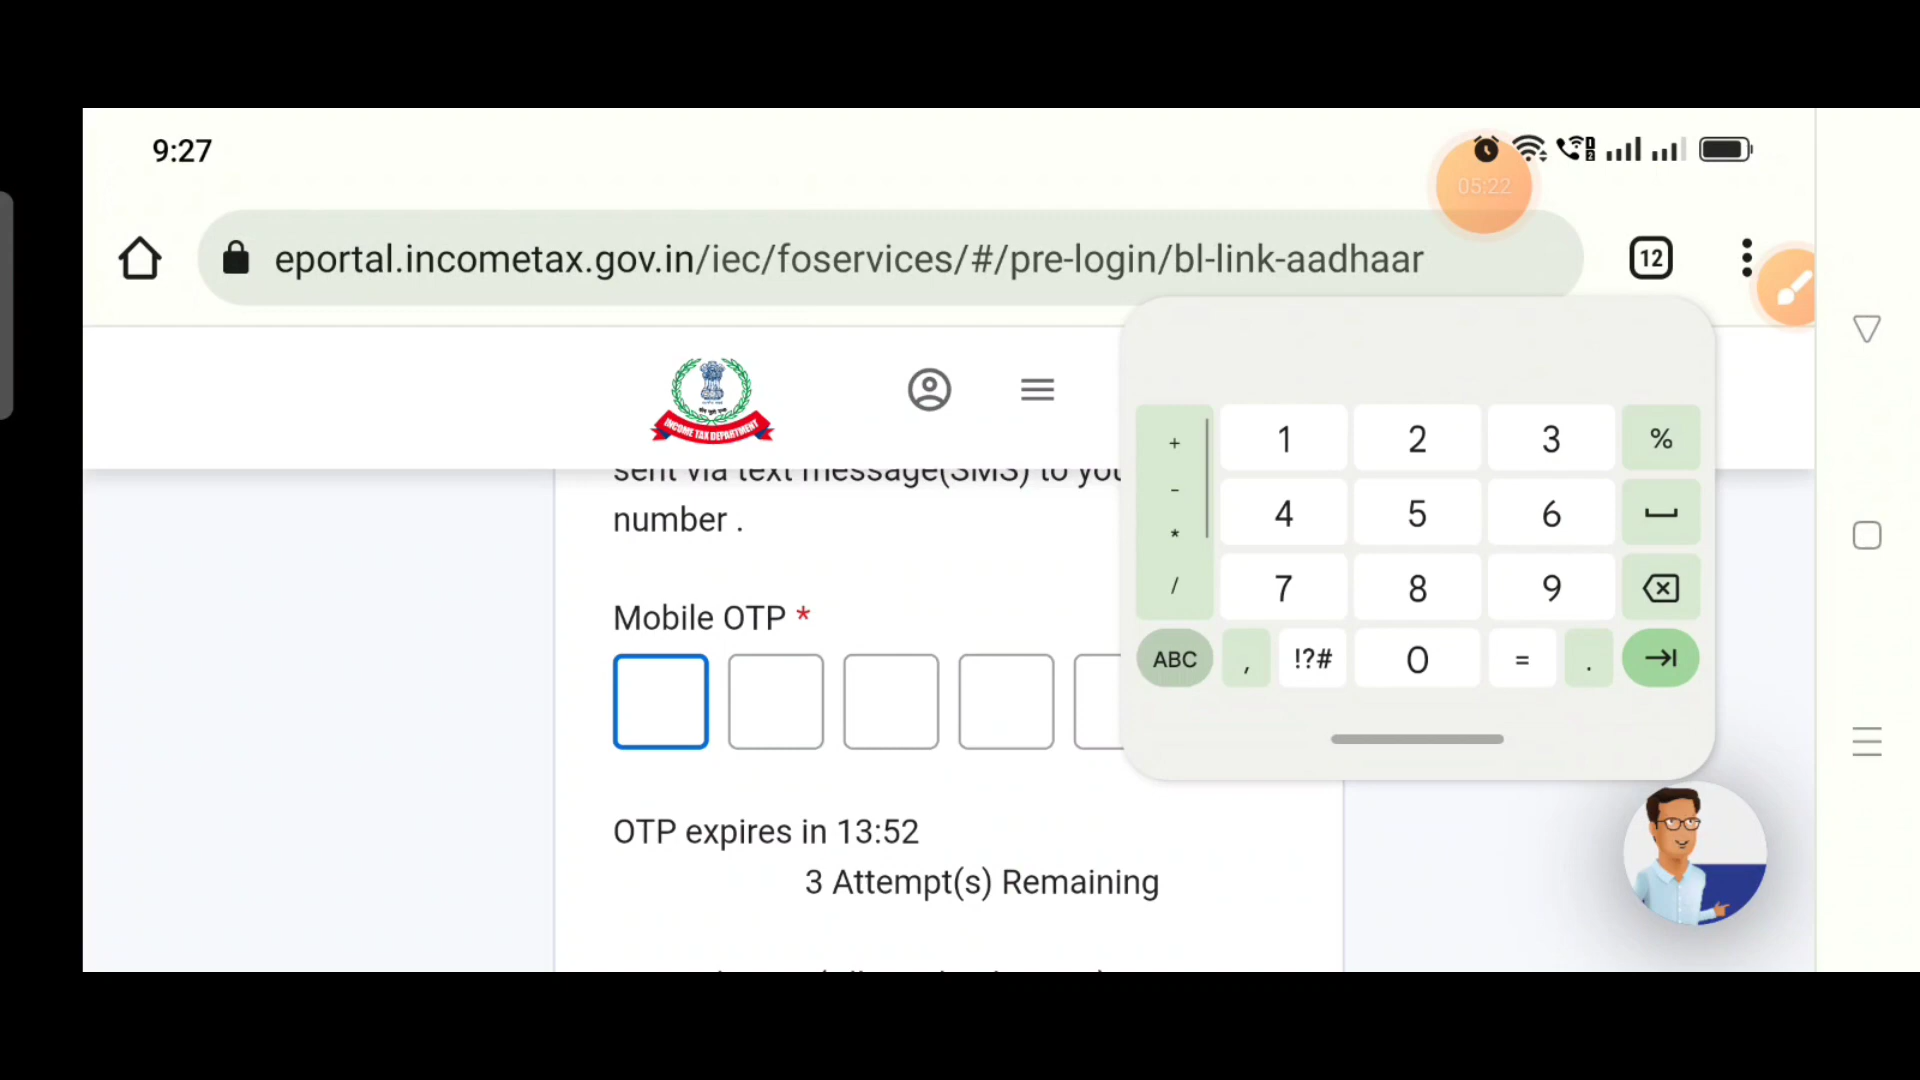 9:27
05:22
eportal.incometax.gov.in/iec/foservices/#/pre-login/bl-link-aadhaar
12
INCOME TAX DEPARTMENT
sent via text message(SMS) to you
number .
Mobile OTP *
OTP expires in 13:52
3 Attempt(s) Remaining
+ 1 2 3 %
- 4 5 6
*
/ 7 8 9
ABC , !?# 0 = .